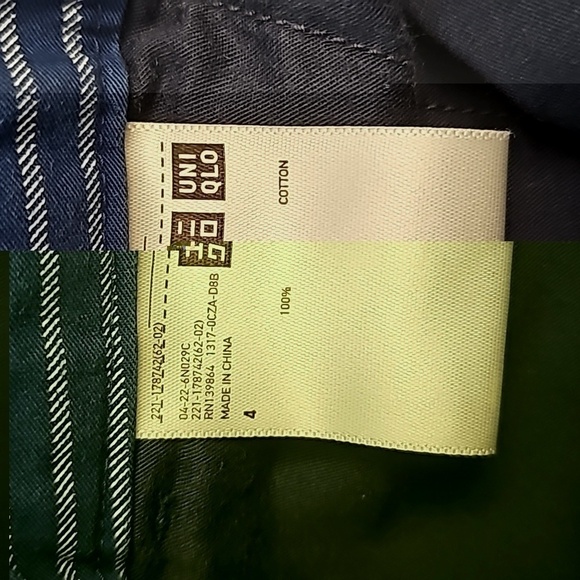 221-178742(62-02)
ユニ
クロ
UNI
QLO
04-22-6N029C
221-178742(62-02)
RN139864 1317-0CZA-D8B
MADE IN CHINA
4
100% COTTON